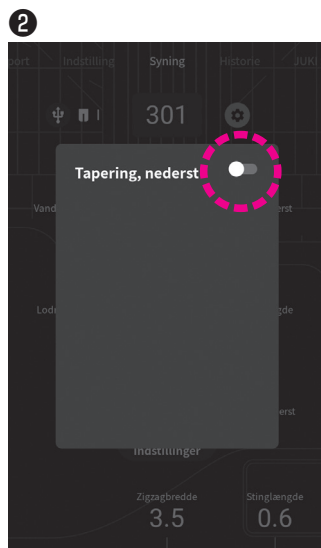 ❷
port Indstilling Syning Historie JUKI
301
Tapering, nederst
Vand erst
Lodr gde
erst
Indstillinger
Zigzagbredde Stinglængde
3.5 0.6